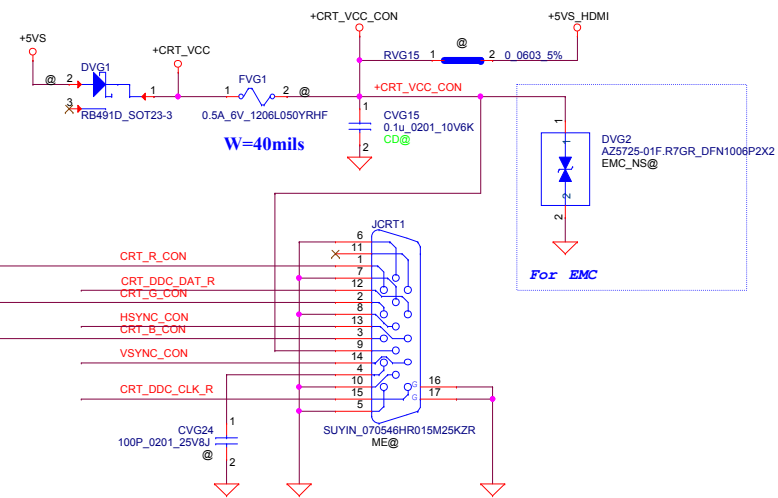 +CRT_VCC_CON
+5VS_HDMI
+5VS
+CRT_VCC
DVG1
@ 2 1
3
RB491D_SOT23-3
FVG1
1 2 @
0.5A_6V_1206L050YRHF
W=40mils
@
RVG15 1 2 0_0603_5%
+CRT_VCC_CON
1
CVG15
0.1u_0201_10V6K
CD@
2
1
1
DVG2
AZ5725-01F.R7GR_DFN1006P2X2
EMC_NS@
2
2
For EMC
JCRT1
6
11
CRT_R_CON 1
7
CRT_DDC_DAT_R 12
CRT_G_CON 2
8
HSYNC_CON 13
CRT_B_CON 3
9
VSYNC_CON 14
4
10
CRT_DDC_CLK_R 15
5
G 16
G 17
SUYIN_070546HR015M25KZR
ME@
1
CVG24
100P_0201_25V8J
@
2